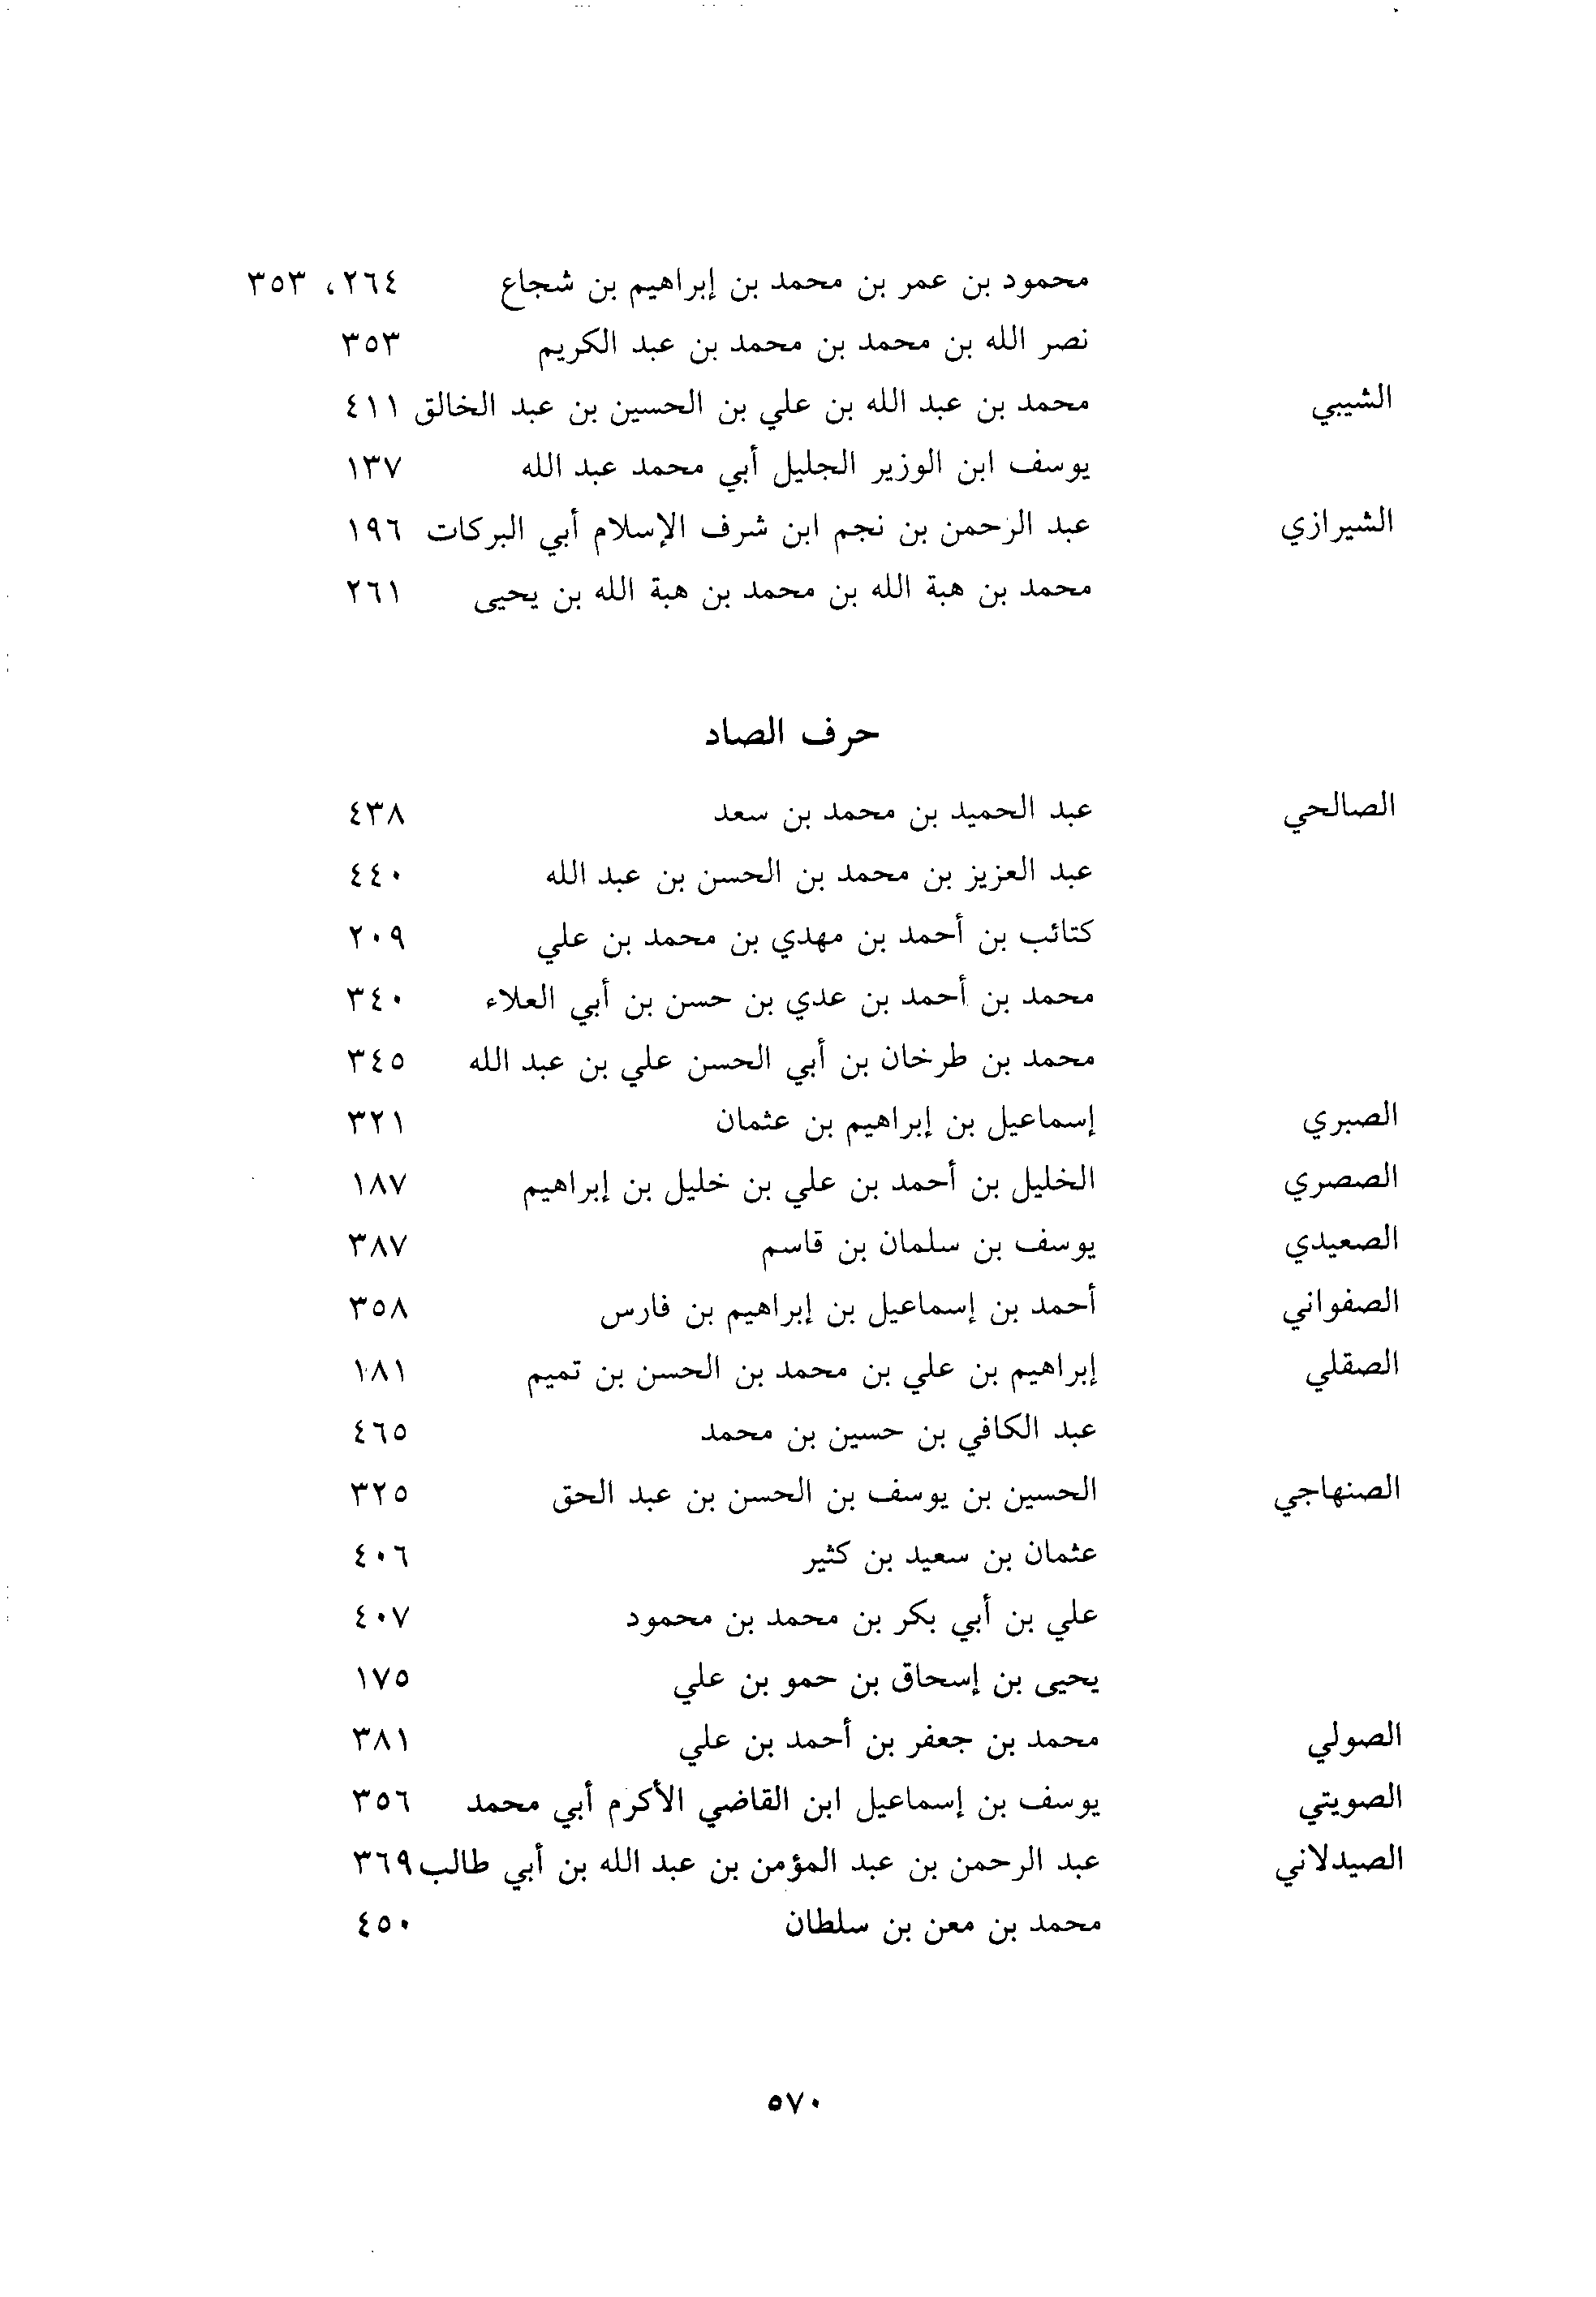 محمود بن عمر بن محمد بن إبراهيم بن شجاع ٢٦٤، ٣٥٣
نصر الله بن محمد بن محمد بن عبد الكريم ٣٥٣
الشيبي محمد بن عبد الله بن علي بن الحسين بن عبد الخالق ٤١١
يوسف ابن الوزير الجليل أبي محمد عبد الله ١٣٧
الشيرازي عبد الرحمن بن نجم ابن شرف الإسلام أبي البركات ١٩٦
محمد بن هبة الله بن محمد بن هبة الله بن يحيى ٢٦١
حرف الصاد
الصالحي عبد الحميد بن محمد بن سعد ٤٣٨
عبد العزيز بن محمد بن الحسن بن عبد الله ٤٤٠
كتائب بن أحمد بن مهدي بن محمد بن علي ٢٠٩
محمد بن أحمد بن عدي بن حسن بن أبي العلاء ٣٤٠
محمد بن طرخان بن أبي الحسن علي بن عبد الله ٣٤٥
الصبري إسماعيل بن إبراهيم بن عثمان ٣٢١
الصصري الخليل بن أحمد بن علي بن خليل بن إبراهيم ١٨٧
الصعيدي يوسف بن سلمان بن قاسم ٣٨٧
الصفواني أحمد بن إسماعيل بن إبراهيم بن فارس ٣٥٨
الصقلي إبراهيم بن علي بن محمد بن الحسن بن تميم ١٨١
عبد الكافي بن حسين بن محمد ٤٦٥
الصنهاجي الحسين بن يوسف بن الحسن بن عبد الحق ٣٢٥
عثمان بن سعيد بن كثير ٤٠٦
علي بن أبي بكر بن محمد بن محمود ٤٠٧
يحيى بن إسحاق بن حمو بن علي ١٧٥
الصولي محمد بن جعفر بن أحمد بن علي ٣٨١
الصويتي يوسف بن إسماعيل ابن القاضي الأكرم أبي محمد ٣٥٦
الصيدلاني عبد الرحمن بن عبد المؤمن بن عبد الله بن أبي طالب ٣٦٩
محمد بن معن بن سلطان ٤٥٠
٥٧٠